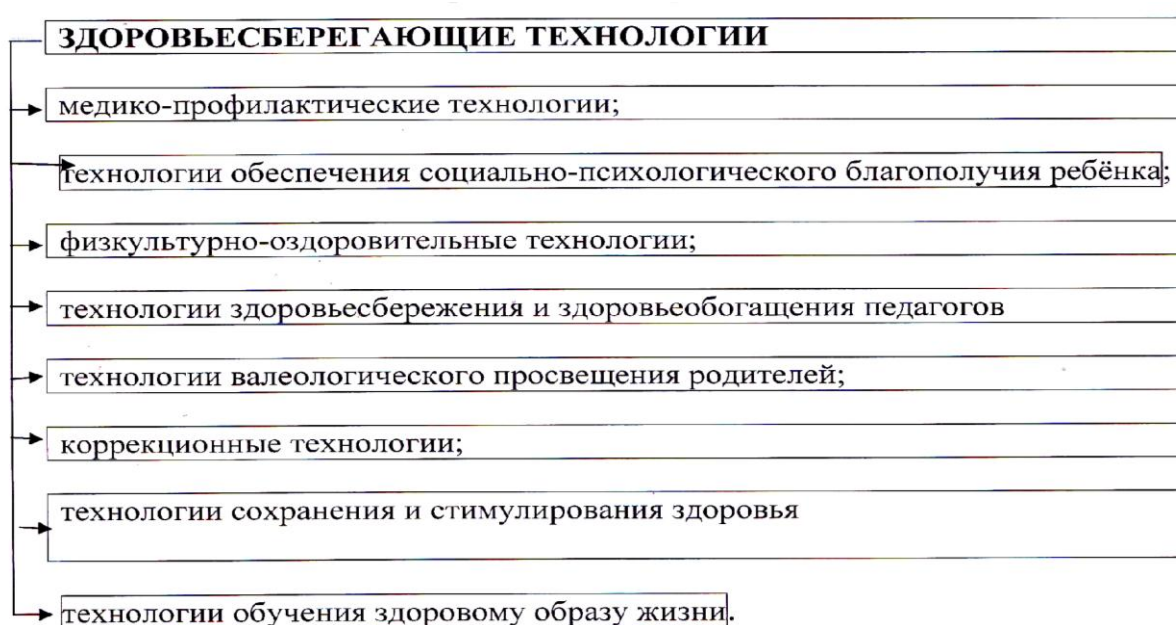 ЗДОРОВЬЕСБЕРЕГАЮЩИЕ ТЕХНОЛОГИИ
медико-профилактические технологии;
технологии обеспечения социально-психологического благополучия ребёнка;
физкультурно-оздоровительные технологии;
технологии здоровьесбережения и здоровьеобогащения педагогов
технологии валеологического просвещения родителей;
коррекционные технологии;
технологии сохранения и стимулирования здоровья
технологии обучения здоровому образу жизни.